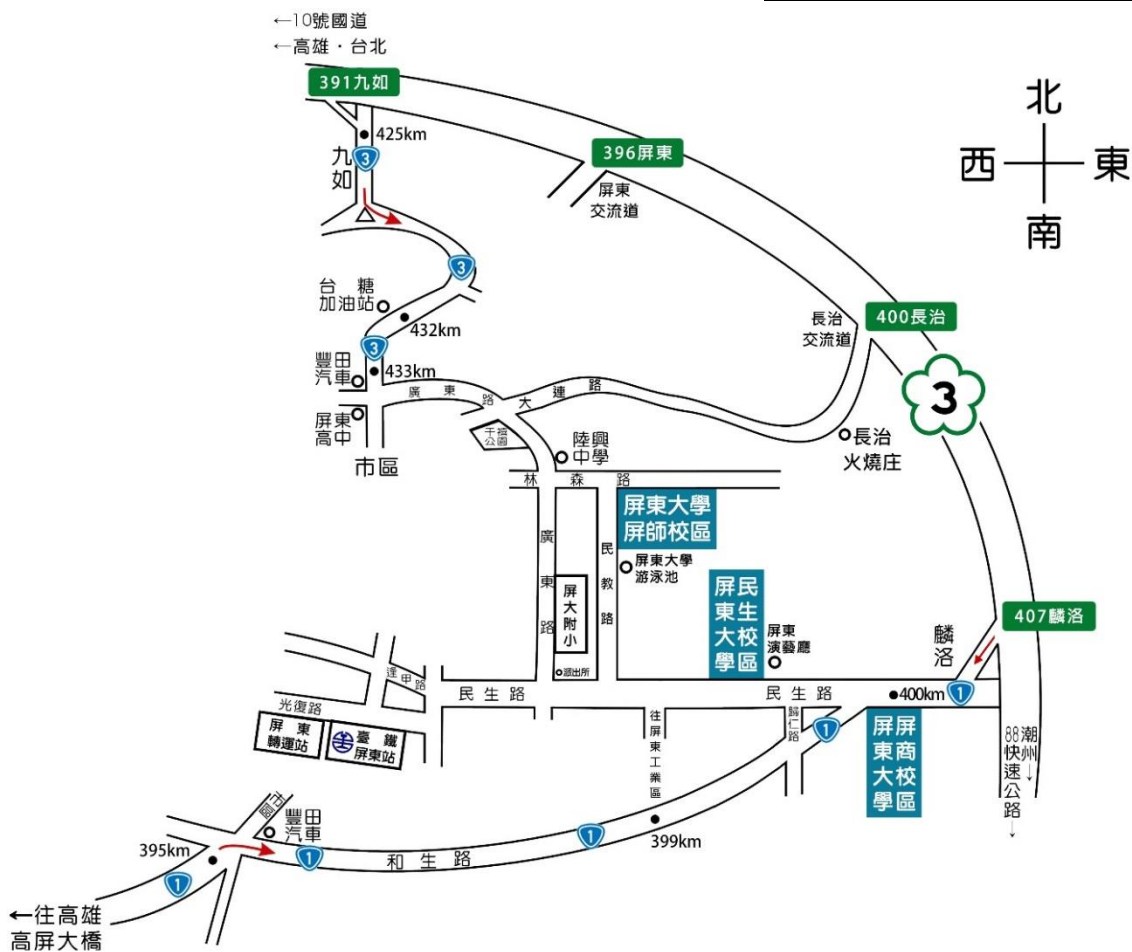 ←10號國道
←高雄．台北
391九如
425km
九如
3
396屏東
屏東
交流道
北
西 東
南
3
台糖
加油站
432km
3
433km
豐田
汽車
屏東
高中
市區
廣東路
大連路
長治
交流道
400長治
3
長治
火燒庄
千禧
公園
陸興
中學
林森路
屏東大學
屏師校區
廣東路
民教路
屏東大學
游泳池
屏大附小
派出所
屏東大學
民生校區
屏東
演藝廳
407麟洛
麟洛
1
400km
民生路
民生路
逢甲路
光復路
屏東
轉運站
臺鐵
屏東站
往屏東工業區
歸仁路
1
屏東大學
屏商校區
潮州↓
88快速公路↓
市區
豐田
汽車
395km
1
1
和生路
1
399km
←往高雄
高屏大橋